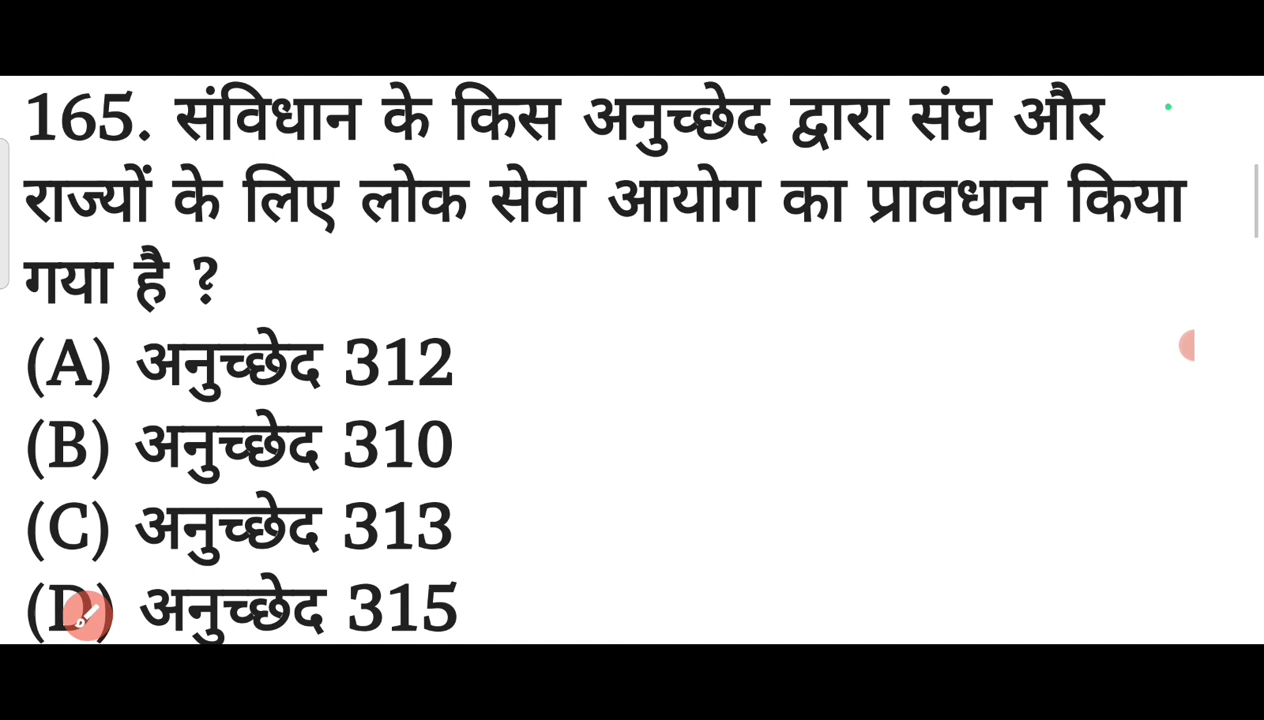 165. संविधान के किस अनुच्छेद द्वारा संघ और
राज्यों के लिए लोक सेवा आयोग का प्रावधान किया
गया है ?
(A) अनुच्छेद 312
(B) अनुच्छेद 310
(C) अनुच्छेद 313
(D) अनुच्छेद 315